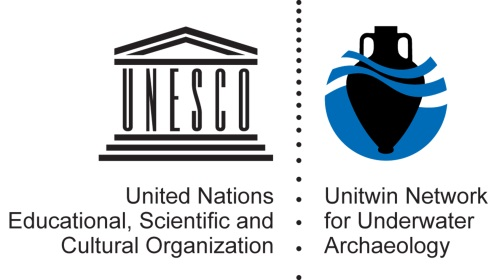 UNESCO
United Nations
Educational, Scientific and
Cultural Organization
Unitwin Network
for Underwater
Archaeology